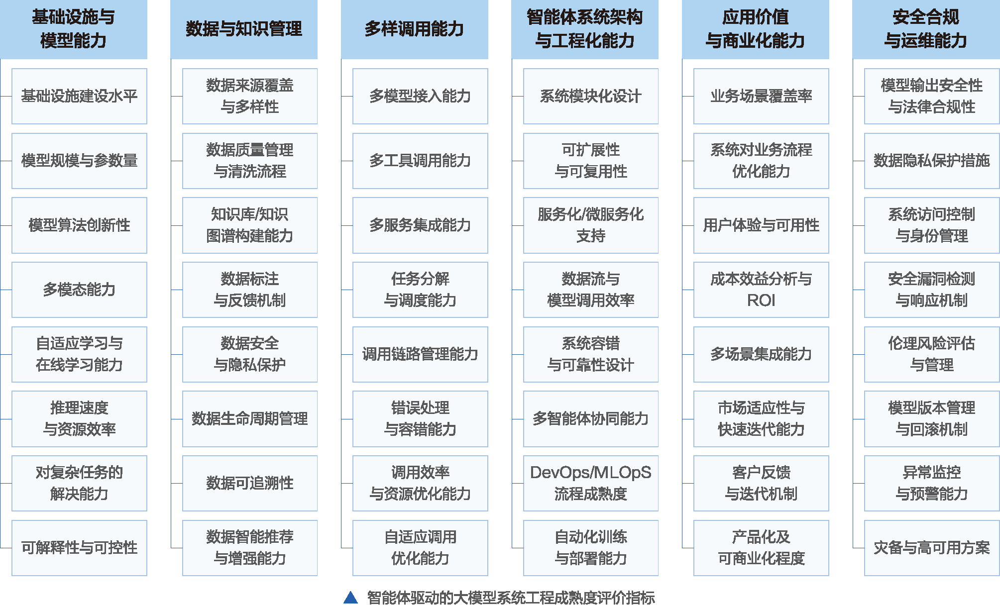 基础设施与
模型能力
基础设施建设水平
模型规模与参数量
模型算法创新性
多模态能力
自适应学习与
在线学习能力
推理速度
与资源效率
对复杂任务的
解决能力
可解释性与可控性
数据与知识管理
数据来源覆盖
与多样性
数据质量管理
与清洗流程
知识库/知识
图谱构建能力
数据标注
与反馈机制
数据安全
与隐私保护
数据生命周期管理
数据可追溯性
数据智能推荐
与增强能力
多样调用能力
多模型接入能力
多工具调用能力
多服务集成能力
任务分解
与调度能力
调用链路管理能力
错误处理
与容错能力
调用效率
与资源优化能力
自适应调用
优化能力
智能体系统架构
与工程化能力
系统模块化设计
可扩展性
与可复用性
服务化/微服务化
支持
数据流与
模型调用效率
系统容错
与可靠性设计
多智能体协同能力
DevOps/MLOpS
流程成熟度
自动化训练
与部署能力
应用价值
与商业化能力
业务场景覆盖率
系统对业务流程
优化能力
用户体验与可用性
成本效益分析与
ROI
多场景集成能力
市场适应性与
快速迭代能力
客户反馈
与迭代机制
产品化及
可商业化程度
安全合规
与运维能力
模型输出安全性
与法律合规性
数据隐私保护措施
系统访问控制
与身份管理
安全漏洞检测
与响应机制
伦理风险评估
与管理
模型版本管理
与回滚机制
异常监控
与预警能力
灾备与高可用方案
▲ 智能体驱动的大模型系统工程成熟度评价指标